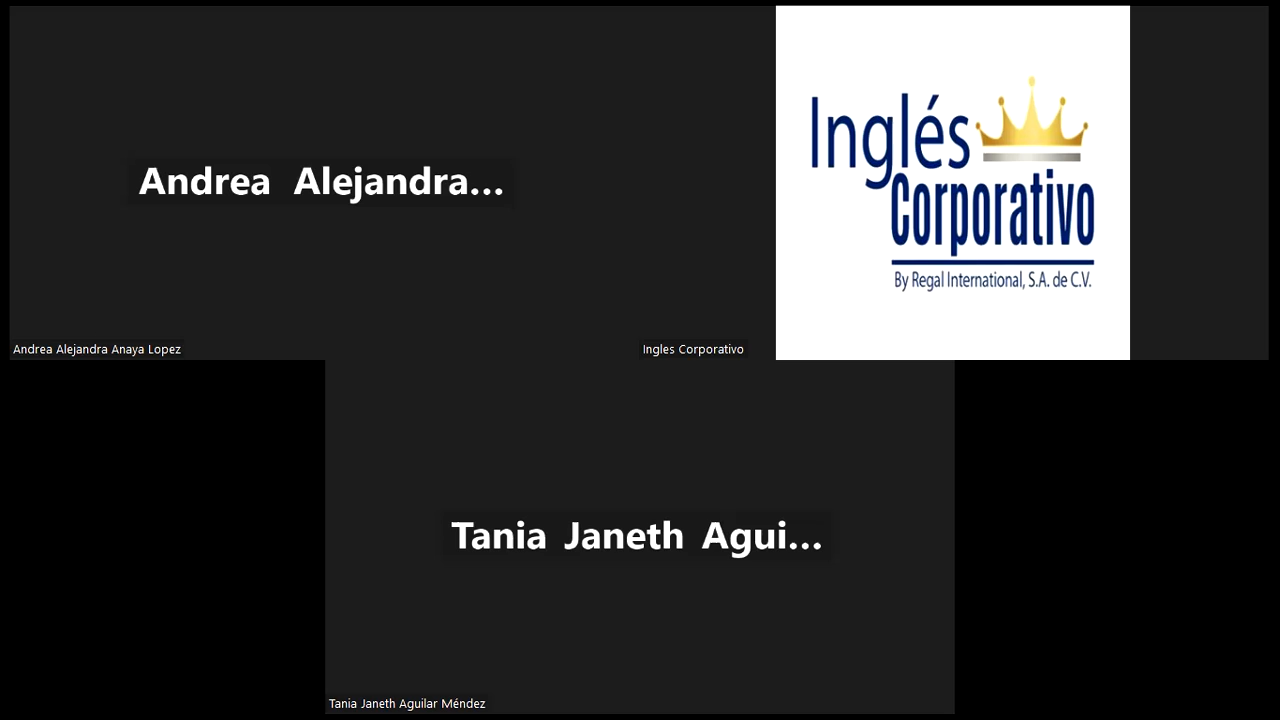 Andrea Alejandra...
Andrea Alejandra Anaya Lopez
Inglés
Corporativo
By Regal International, S.A. de C.V.
Ingles Corporativo
Tania Janeth Agui...
Tania Janeth Aguilar Méndez